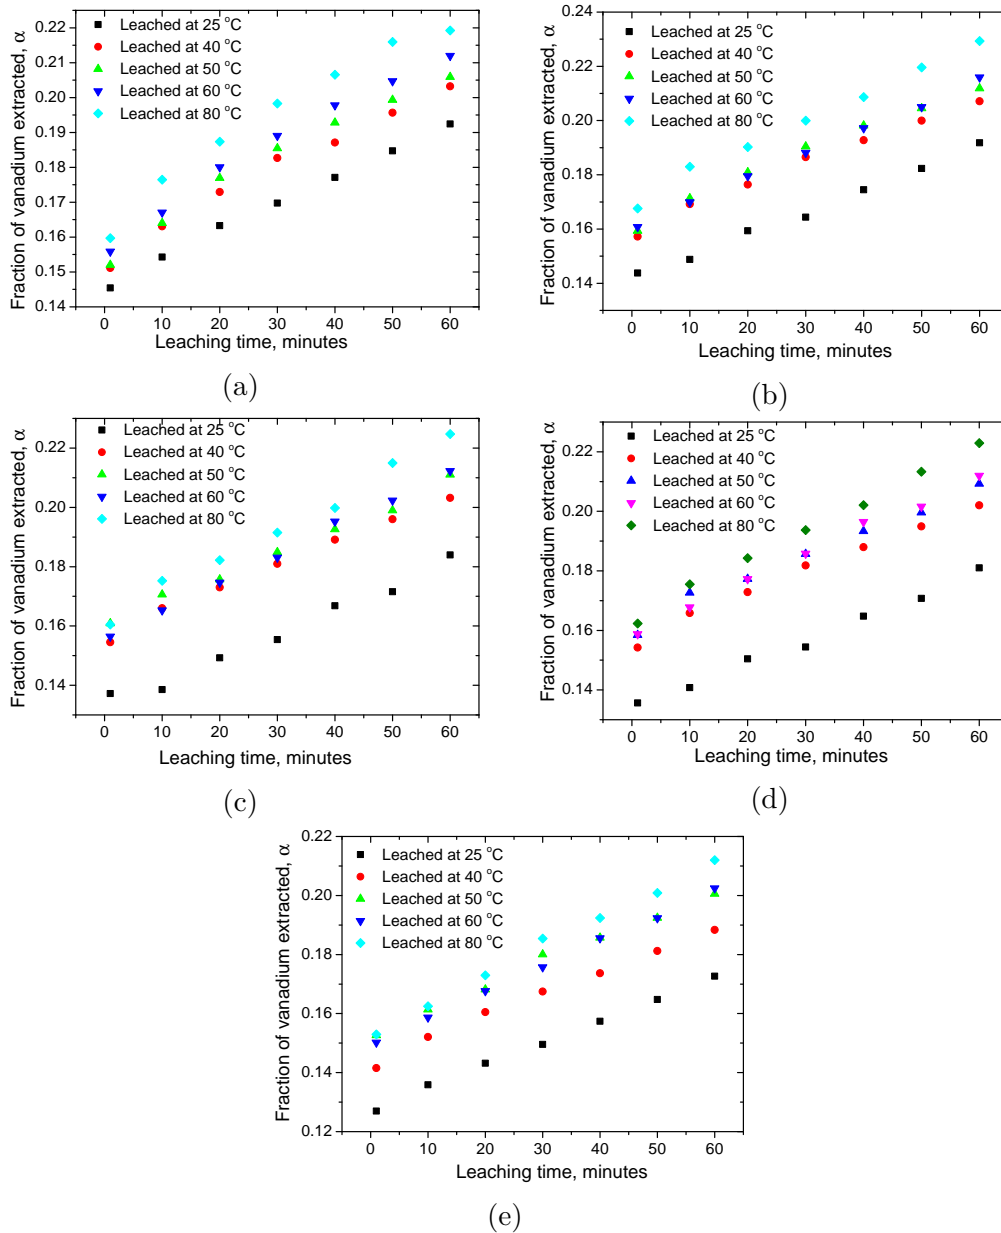 Fraction of vanadium extracted, α
0.22
0.21
0.20
0.19
0.18
0.17
0.16
0.15
0.14
Leached at 25 °C
Leached at 40 °C
Leached at 50 °C
Leached at 60 °C
Leached at 80 °C
0 10 20 30 40 50 60
Leaching time, minutes
(a)
Fraction of vanadium extracted, α
0.24
0.22
0.20
0.18
0.16
0.14
Leached at 25 °C
Leached at 40 °C
Leached at 50 °C
Leached at 60 °C
Leached at 80 °C
0 10 20 30 40 50 60
Leaching time, minutes
(b)
Fraction of vanadium extracted, α
0.22
0.20
0.18
0.16
0.14
Leached at 25 °C
Leached at 40 °C
Leached at 50 °C
Leached at 60 °C
Leached at 80 °C
0 10 20 30 40 50 60
Leaching time, minutes
(c)
Fraction of vanadium extracted, α
0.22
0.20
0.18
0.16
0.14
Leached at 25 °C
Leached at 40 °C
Leached at 50 °C
Leached at 60 °C
Leached at 80 °C
0 10 20 30 40 50 60
Leaching time, minutes
(d)
Fraction of vanadium extracted, α
0.22
0.20
0.18
0.16
0.14
0.12
Leached at 25 °C
Leached at 40 °C
Leached at 50 °C
Leached at 60 °C
Leached at 80 °C
0 10 20 30 40 50 60
Leaching time, minutes
(e)